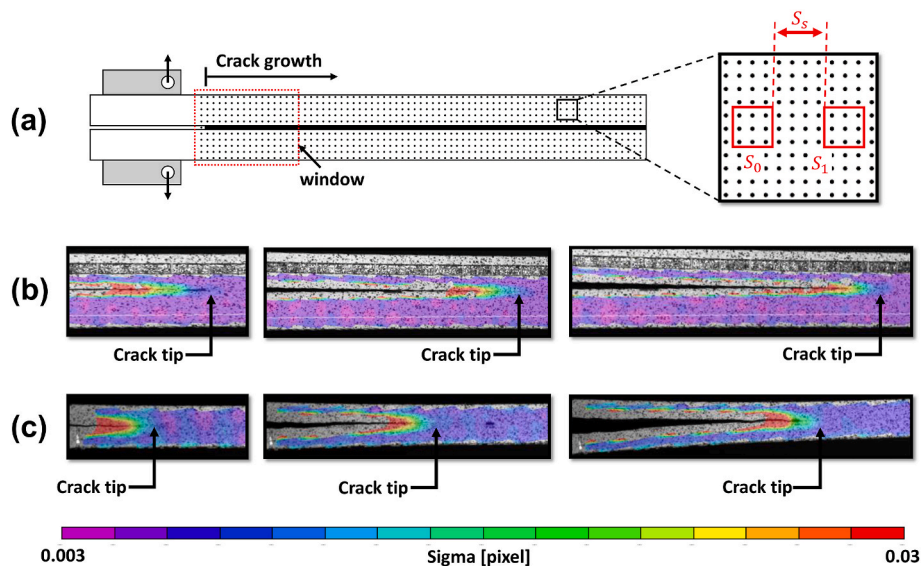 (a)
Crack growth
window
S_s
S_0
S_1
(b)
Crack tip
Crack tip
Crack tip
(c)
Crack tip
Crack tip
Crack tip
0.003
Sigma [pixel]
0.03